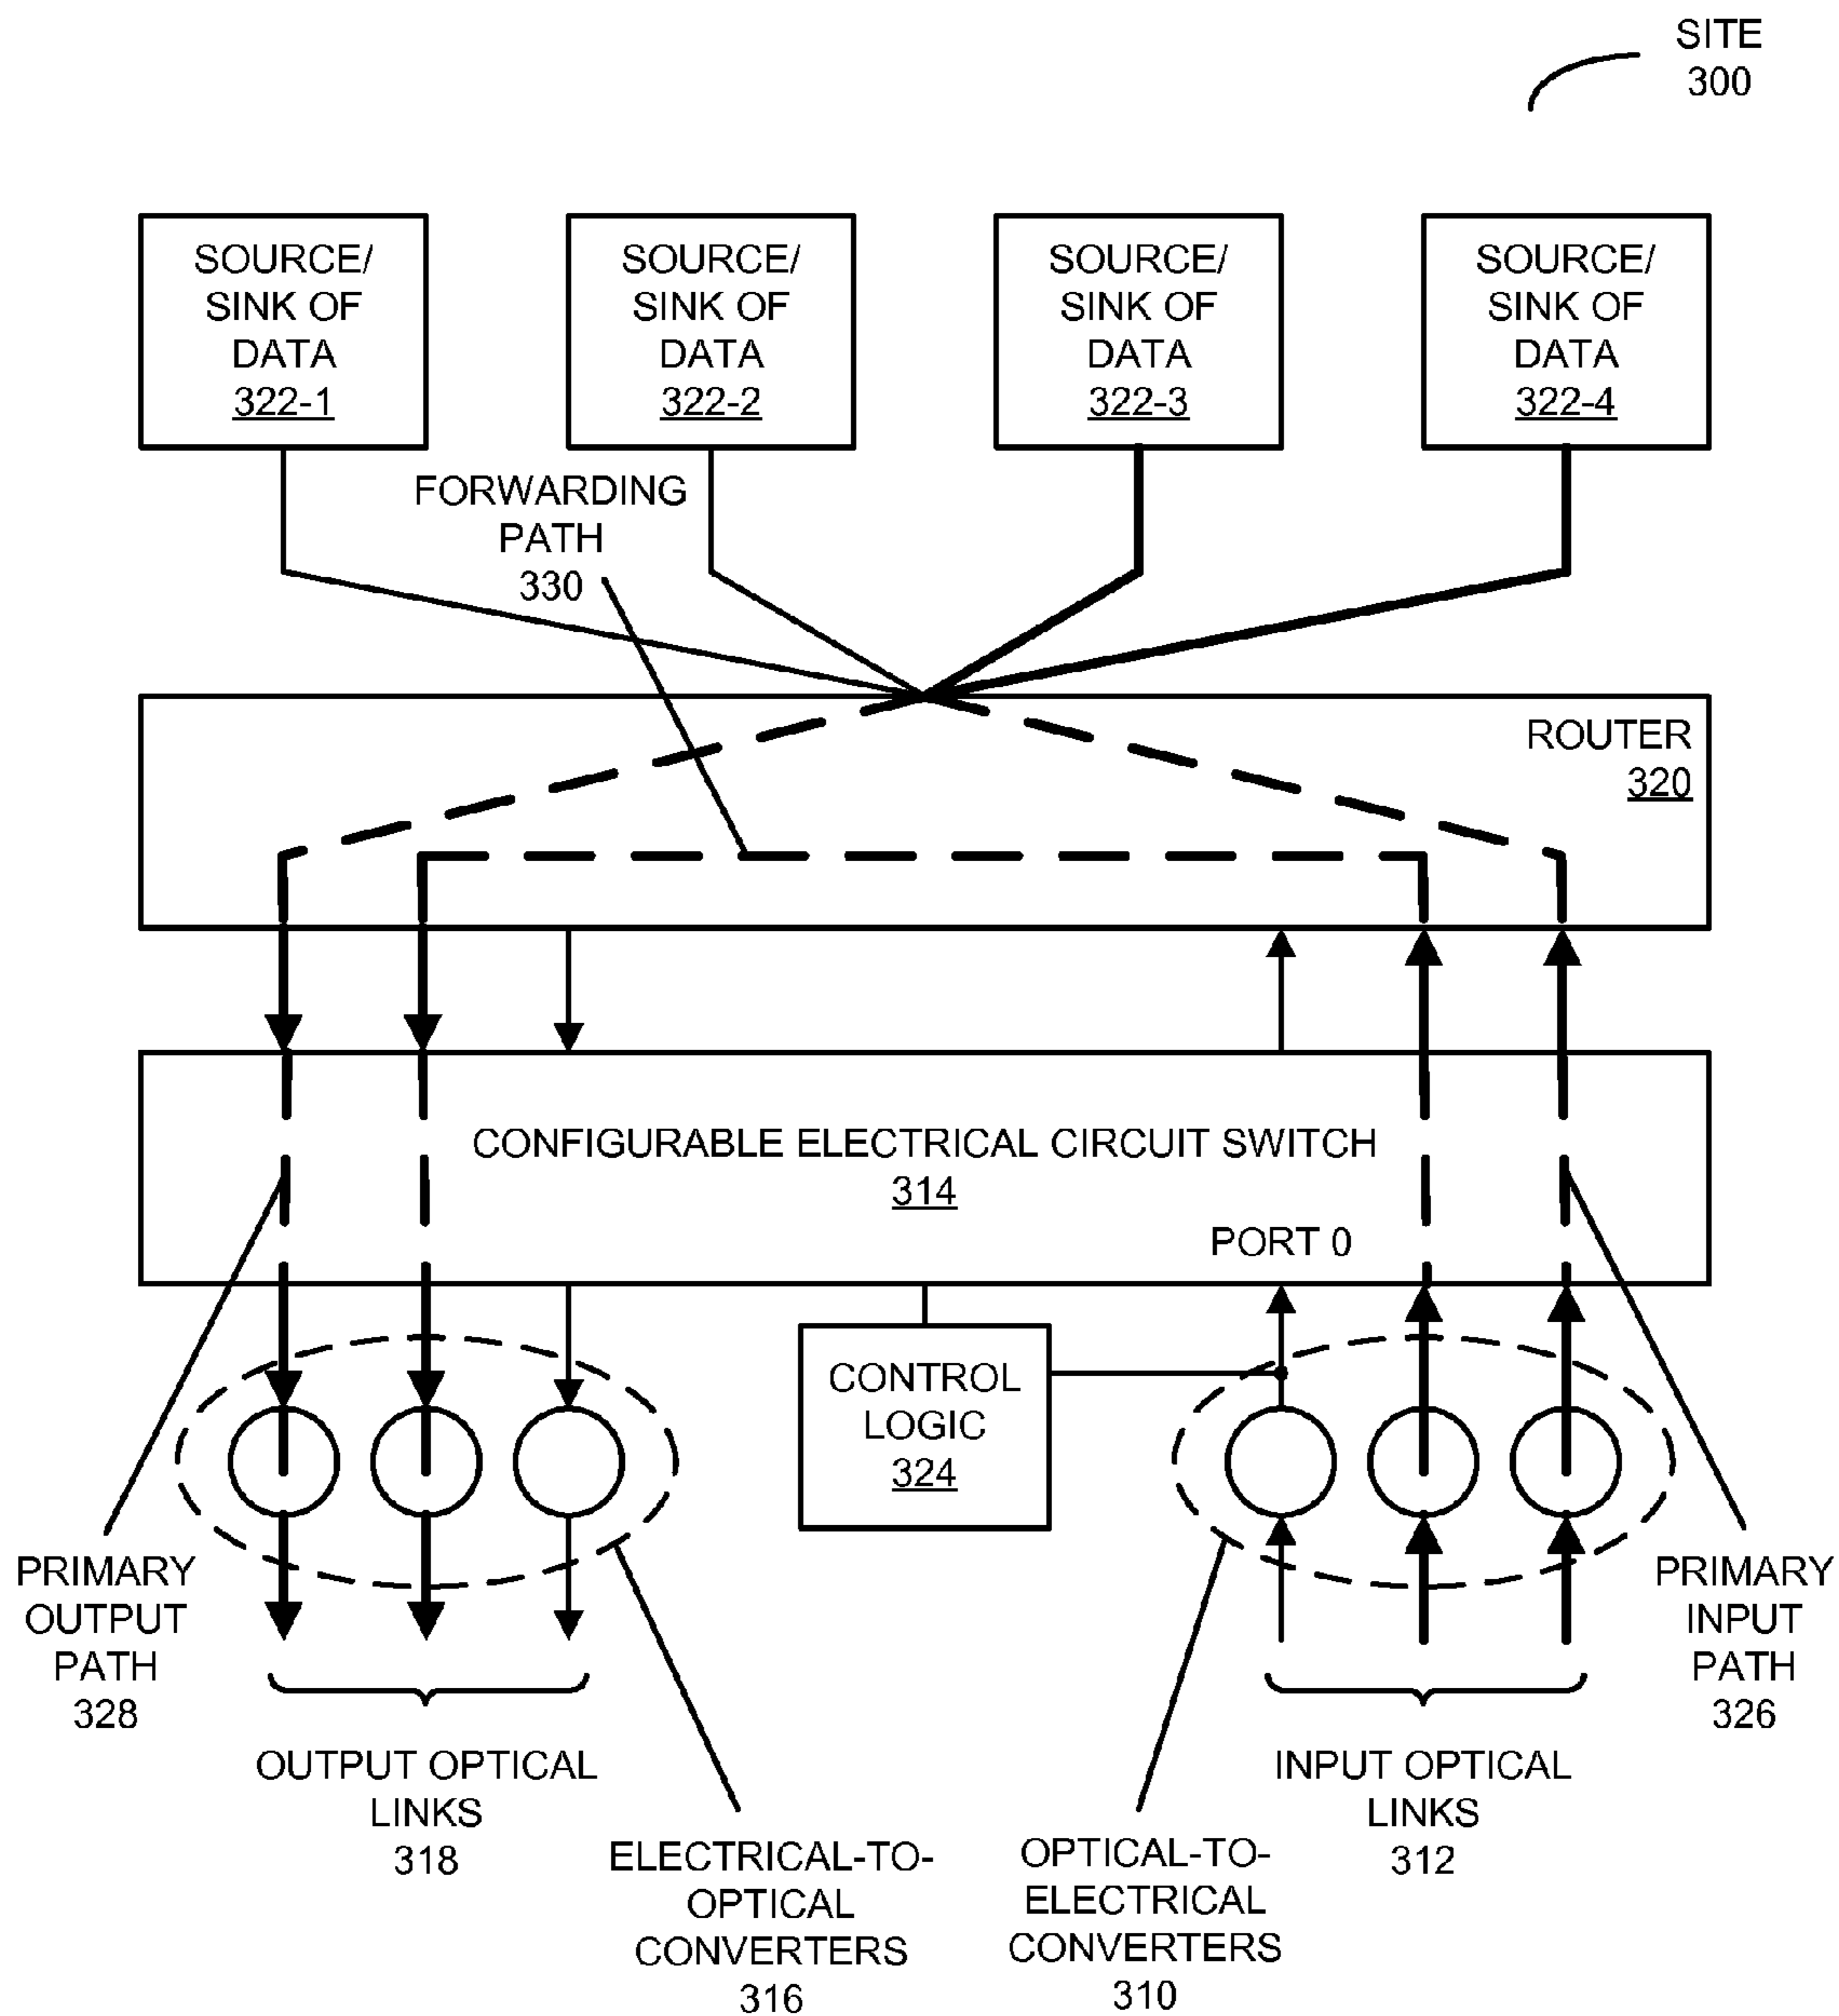 SITE
300
SOURCE/
SINK OF
DATA
322-1
SOURCE/
SINK OF
DATA
322-2
SOURCE/
SINK OF
DATA
322-3
SOURCE/
SINK OF
DATA
322-4
FORWARDING
PATH
330
ROUTER
320
CONFIGURABLE ELECTRICAL CIRCUIT SWITCH
314
PORT 0
CONTROL
LOGIC
324
PRIMARY
OUTPUT
PATH
328
PRIMARY
INPUT
PATH
326
OUTPUT OPTICAL
LINKS
318
INPUT OPTICAL
LINKS
312
ELECTRICAL-TO-
OPTICAL
CONVERTERS
316
OPTICAL-TO-
ELECTRICAL
CONVERTERS
310